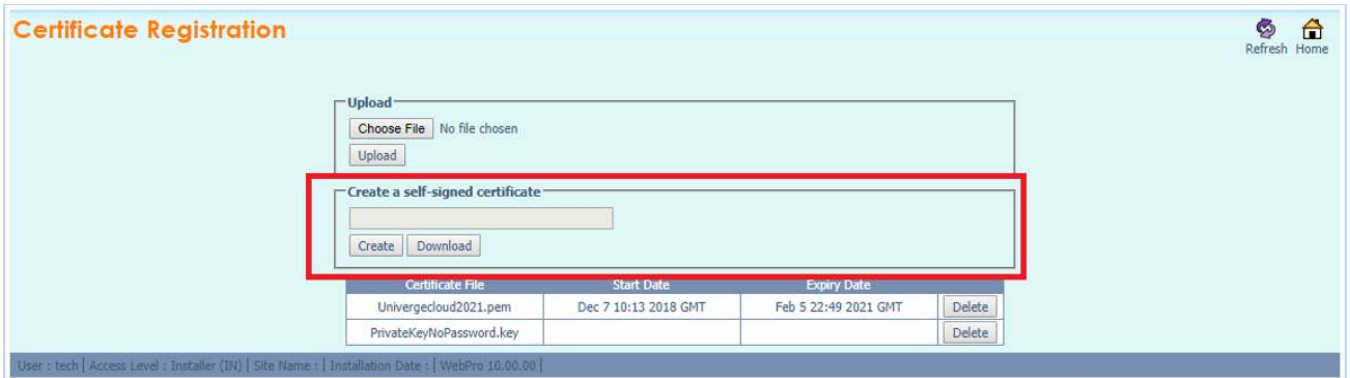 Certificate Registration
Refresh Home
Upload
Choose File No file chosen
Upload
Create a self-signed certificate
Create Download
Certificate File Start Date Expiry Date
Univergecloud2021.pem Dec 7 10:13 2018 GMT Feb 5 22:49 2021 GMT Delete
PrivateKeyNoPassword.key Delete
User : tech | Access Level : Installer (IN) | Site Name : | Installation Date : | WebPro 10.00.00 |